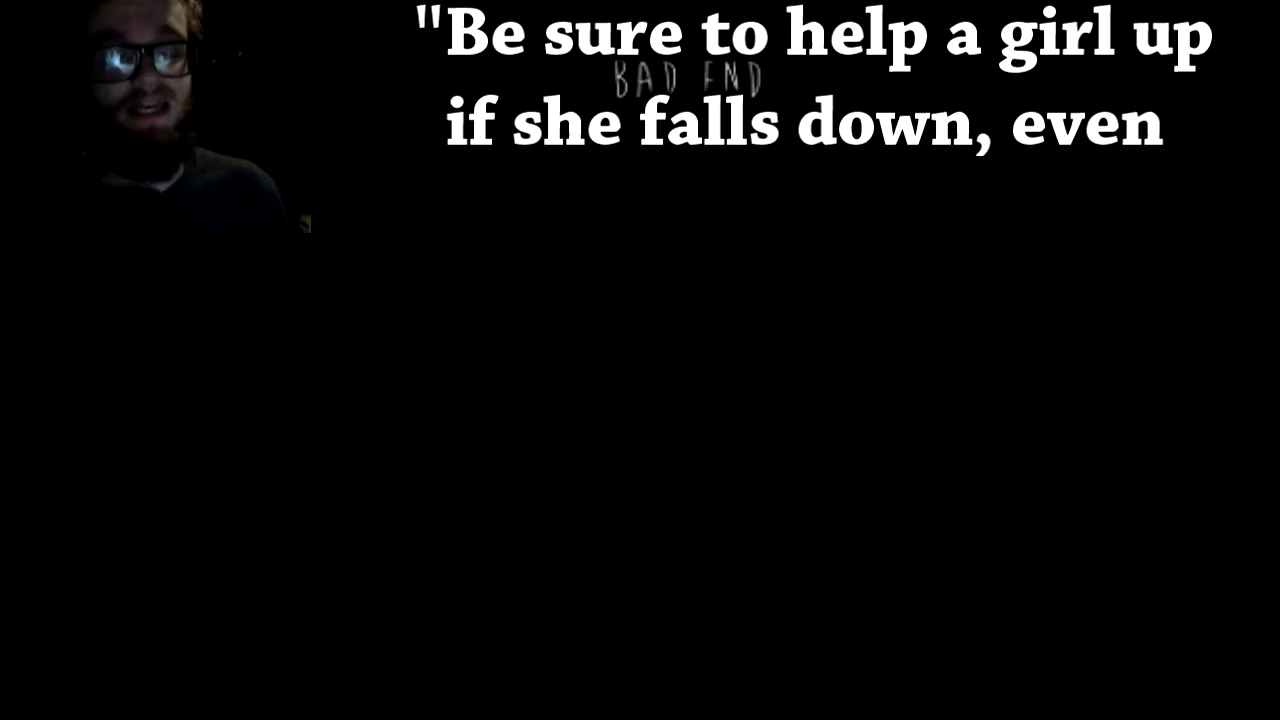 "Be sure to help a girl up
BAD END
if she falls down, even